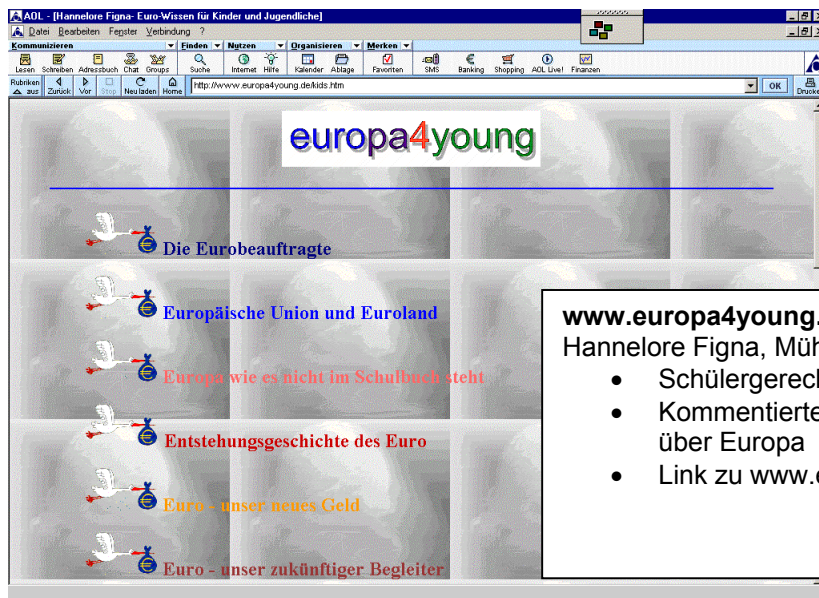 AOL - [Hannelore Figna- Euro-Wissen für Kinder und Jugendliche]
Datei Bearbeiten Fenster Verbindung ?
Kommunizieren Finden Nutzen Organisieren Merken
Lesen Schreiben Adressbuch Chat Groups Suche Internet Hilfe Kalender Ablage Favoriten SMS Banking Shopping AOL Live! Finanzen
Rubriken aus Zurück Vor Stop Neu laden Home http://www.europa4young.de/kids.htm OK Drucke
europa4young
Die Eurobeauftragte
Europäische Union und Euroland
Europa wie es nicht im Schulbuch steht
Entstehungsgeschichte des Euro
Euro - unser neues Geld
Euro - unser zukünftiger Begleiter
www.europa4young.
Hannelore Figna, Müh
• Schülergerech
• Kommentierte
über Europa
• Link zu www.e